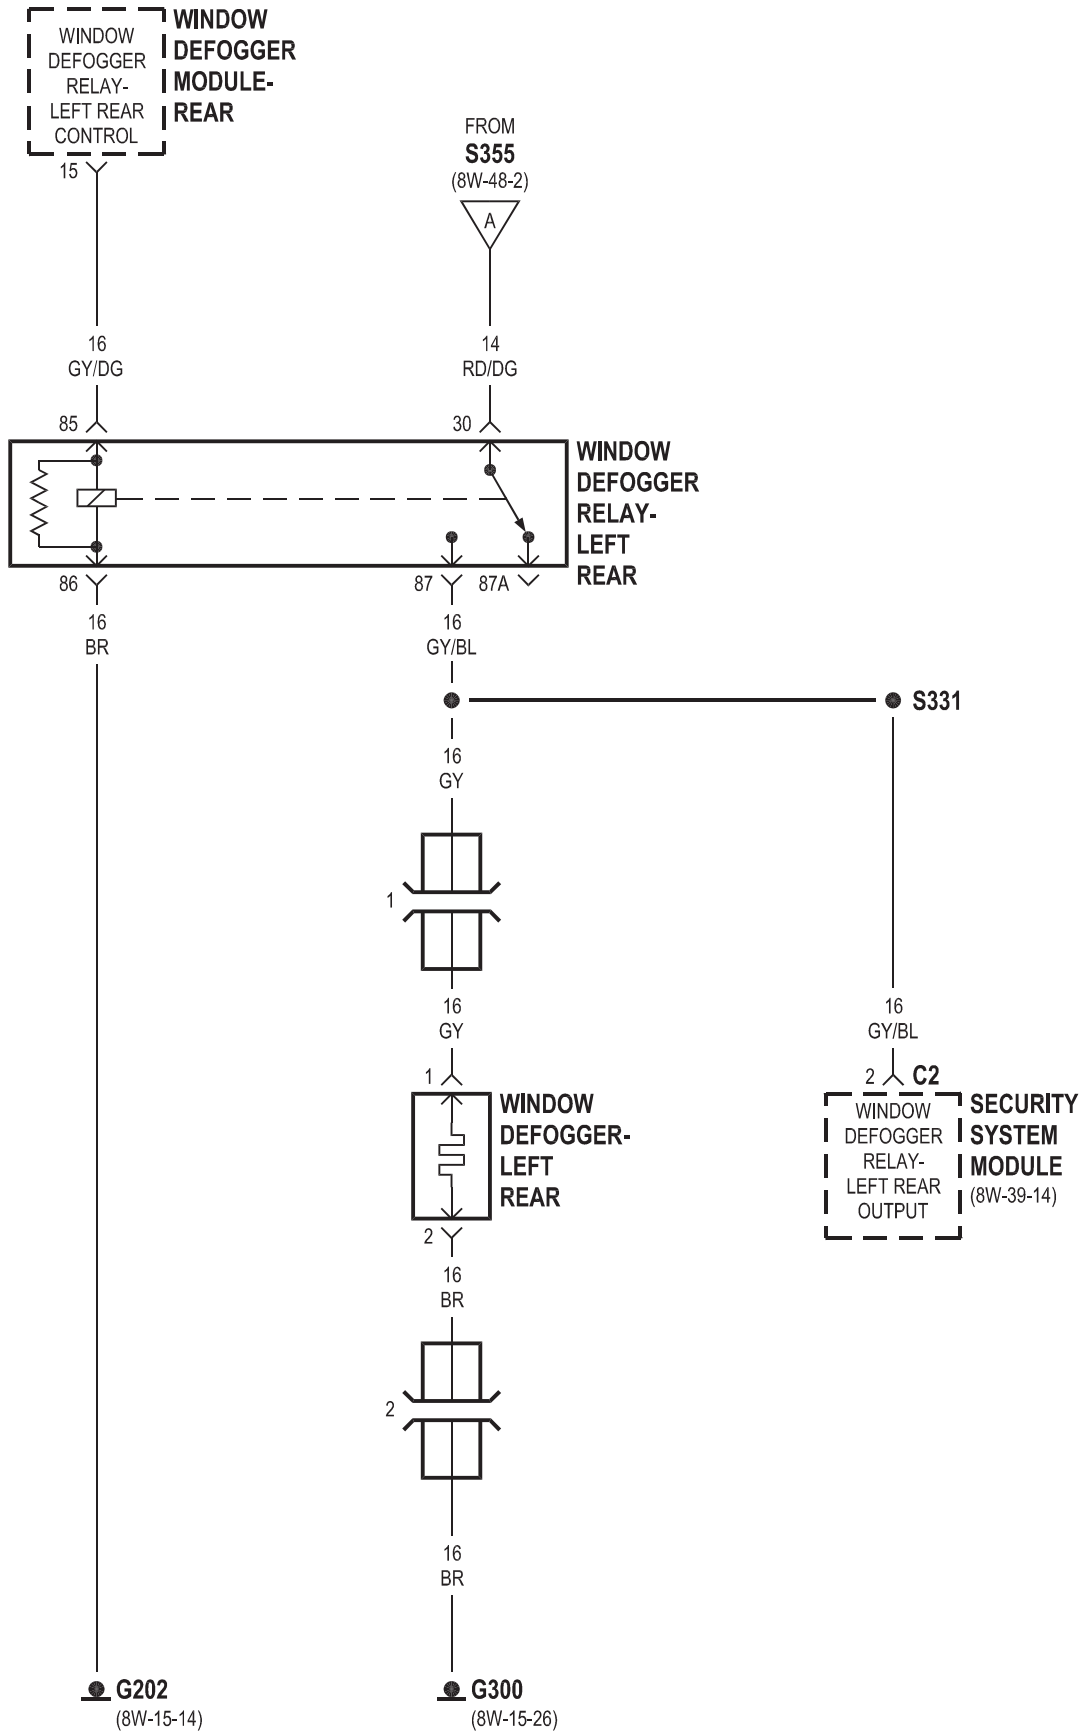 WINDOW
DEFOGGER
RELAY-
LEFT REAR
CONTROL
WINDOW
DEFOGGER
MODULE-
REAR
15
FROM
S355
(8W-48-2)
A
16
GY/DG
14
RD/DG
85
30
WINDOW
DEFOGGER
RELAY-
LEFT
REAR
86
87
87A
16
BR
16
GY/BL
S331
16
GY
1
16
GY
16
GY/BL
1
2
C2
WINDOW
DEFOGGER-
LEFT
REAR
WINDOW
DEFOGGER
RELAY-
LEFT REAR
OUTPUT
SECURITY
SYSTEM
MODULE
(8W-39-14)
2
16
BR
2
16
BR
G202
(8W-15-14)
G300
(8W-15-26)